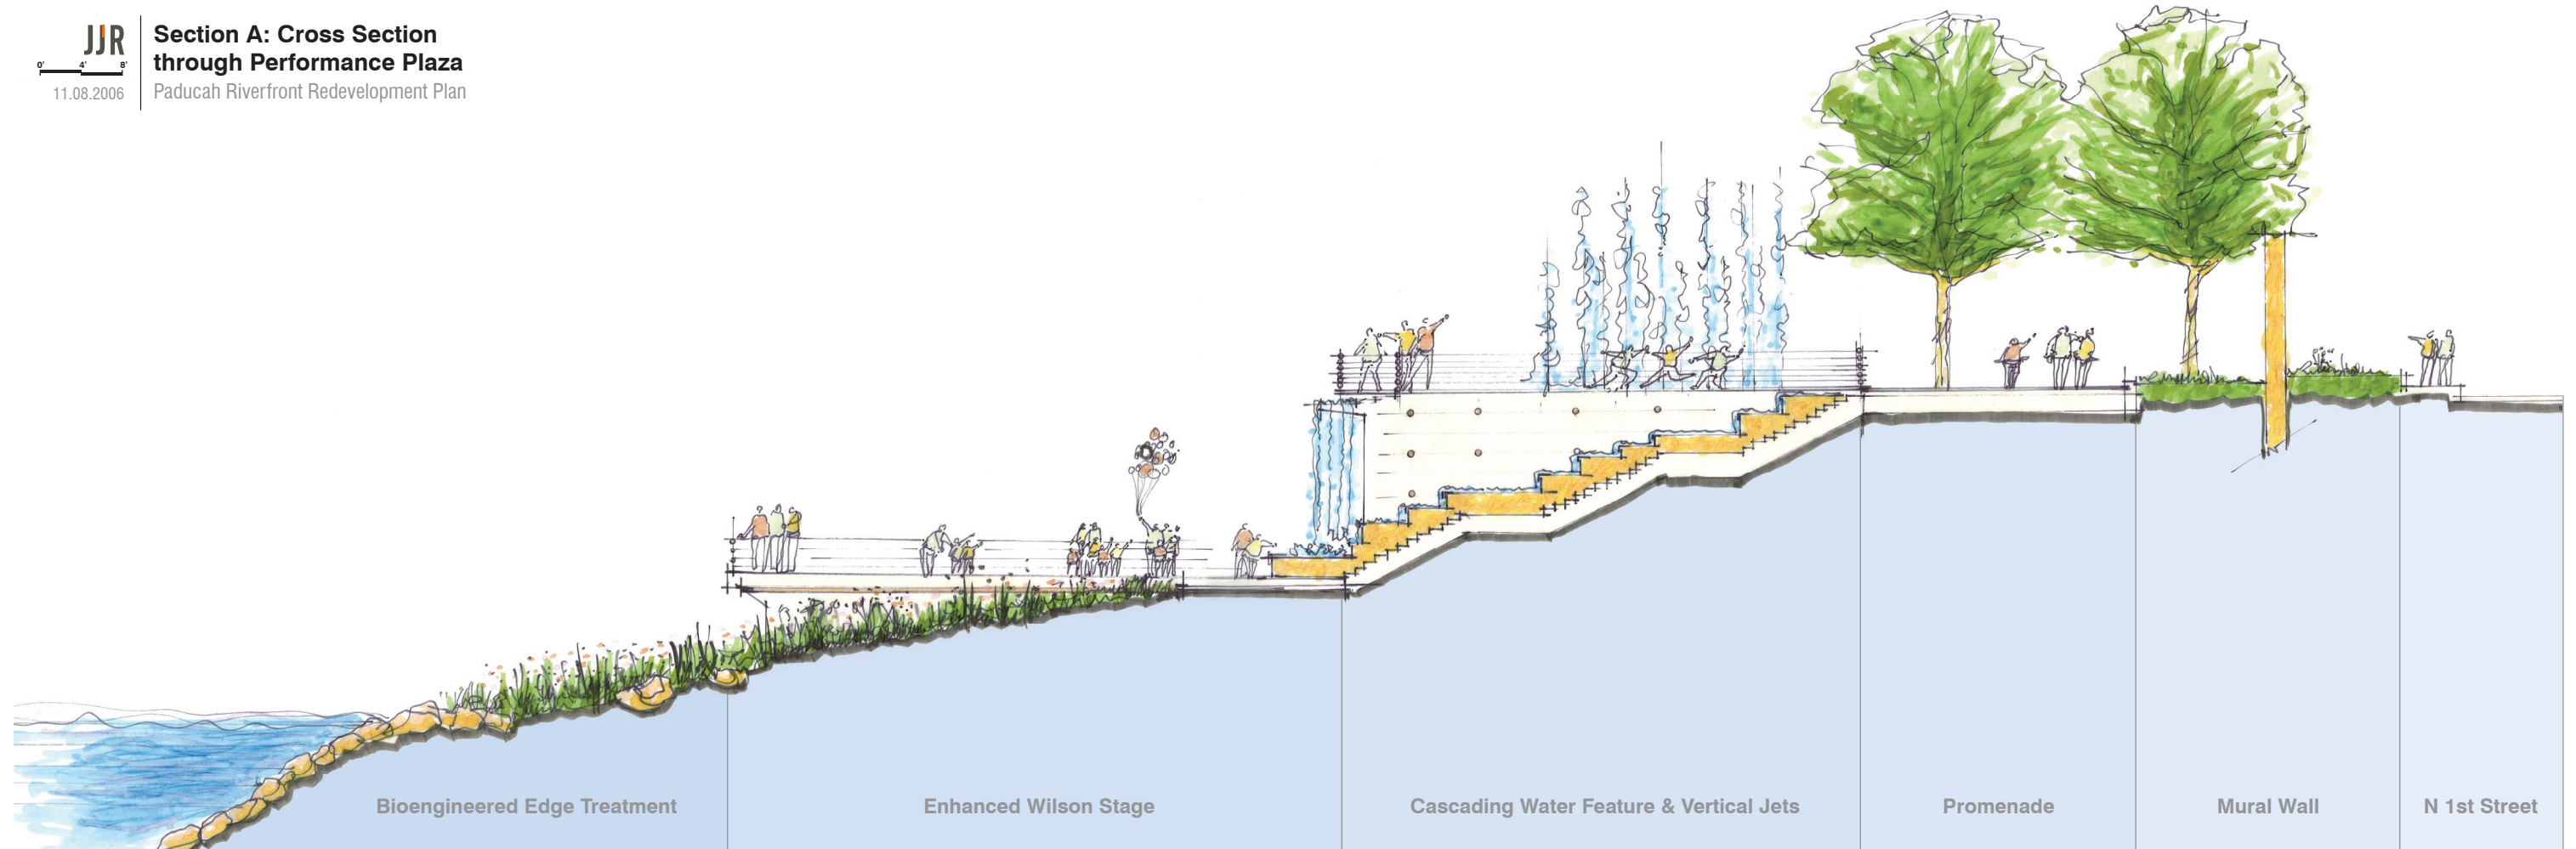 JJR
0' 4' 8'
11.08.2006
Section A: Cross Section
through Performance Plaza
Paducah Riverfront Redevelopment Plan
Bioengineered Edge Treatment
Enhanced Wilson Stage
Cascading Water Feature & Vertical Jets
Promenade
Mural Wall
N 1st Street